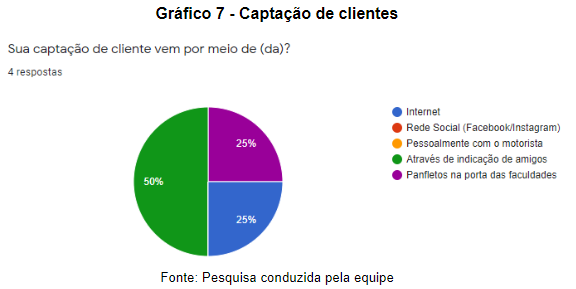 Gráfico 7 - Captação de clientes
Sua captação de cliente vem por meio de (da)?
4 respostas
25%
50%
25%
Internet
Rede Social (Facebook/Instagram)
Pessoalmente com o motorista
Através de indicação de amigos
Panfletos na porta das faculdades
Fonte: Pesquisa conduzida pela equipe